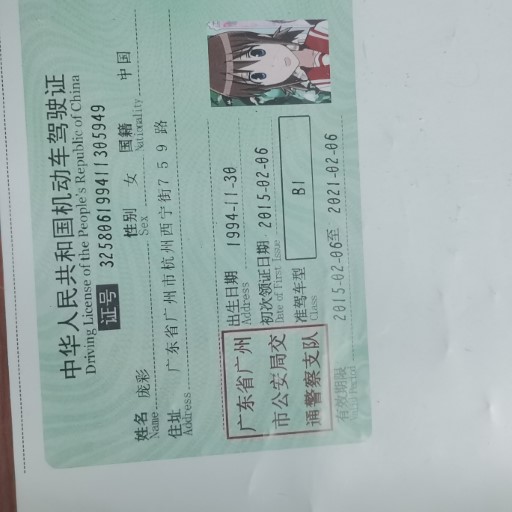 中华人民共和国机动车驾驶证
Driving License of the People's Republic of China
证号 325806199411305949
姓名 庞彩 性别 女 国籍 中国
Name Sex Nationality
住址 广东省广州市杭州西宁街759路
Address
出生日期 1994-11-30
Address
初次领证日期 2015-02-06
Date of First Issue
准驾车型 B1
Class
广东省广州
市公安局交
通警察支队
有效期限 2015-02-06至 2021-02-06